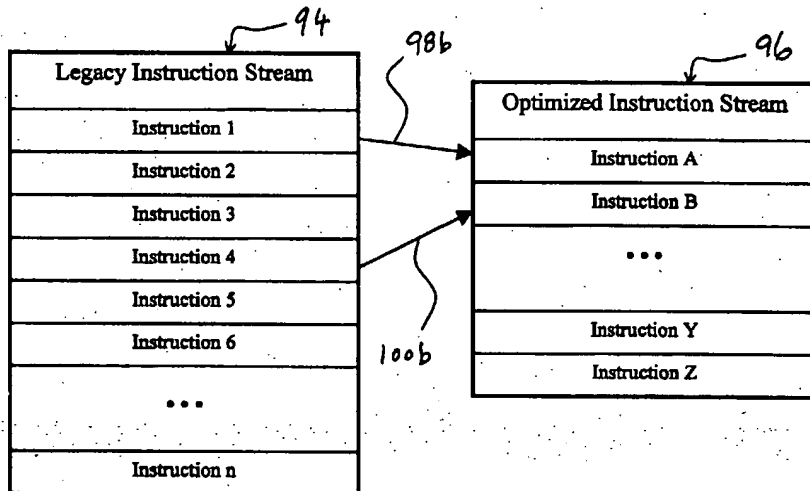 94
Legacy Instruction Stream
Instruction 1
Instruction 2
Instruction 3
Instruction 4
Instruction 5
Instruction 6
...
Instruction n
98b
100b
96
Optimized Instruction Stream
Instruction A
Instruction B
...
Instruction Y
Instruction Z